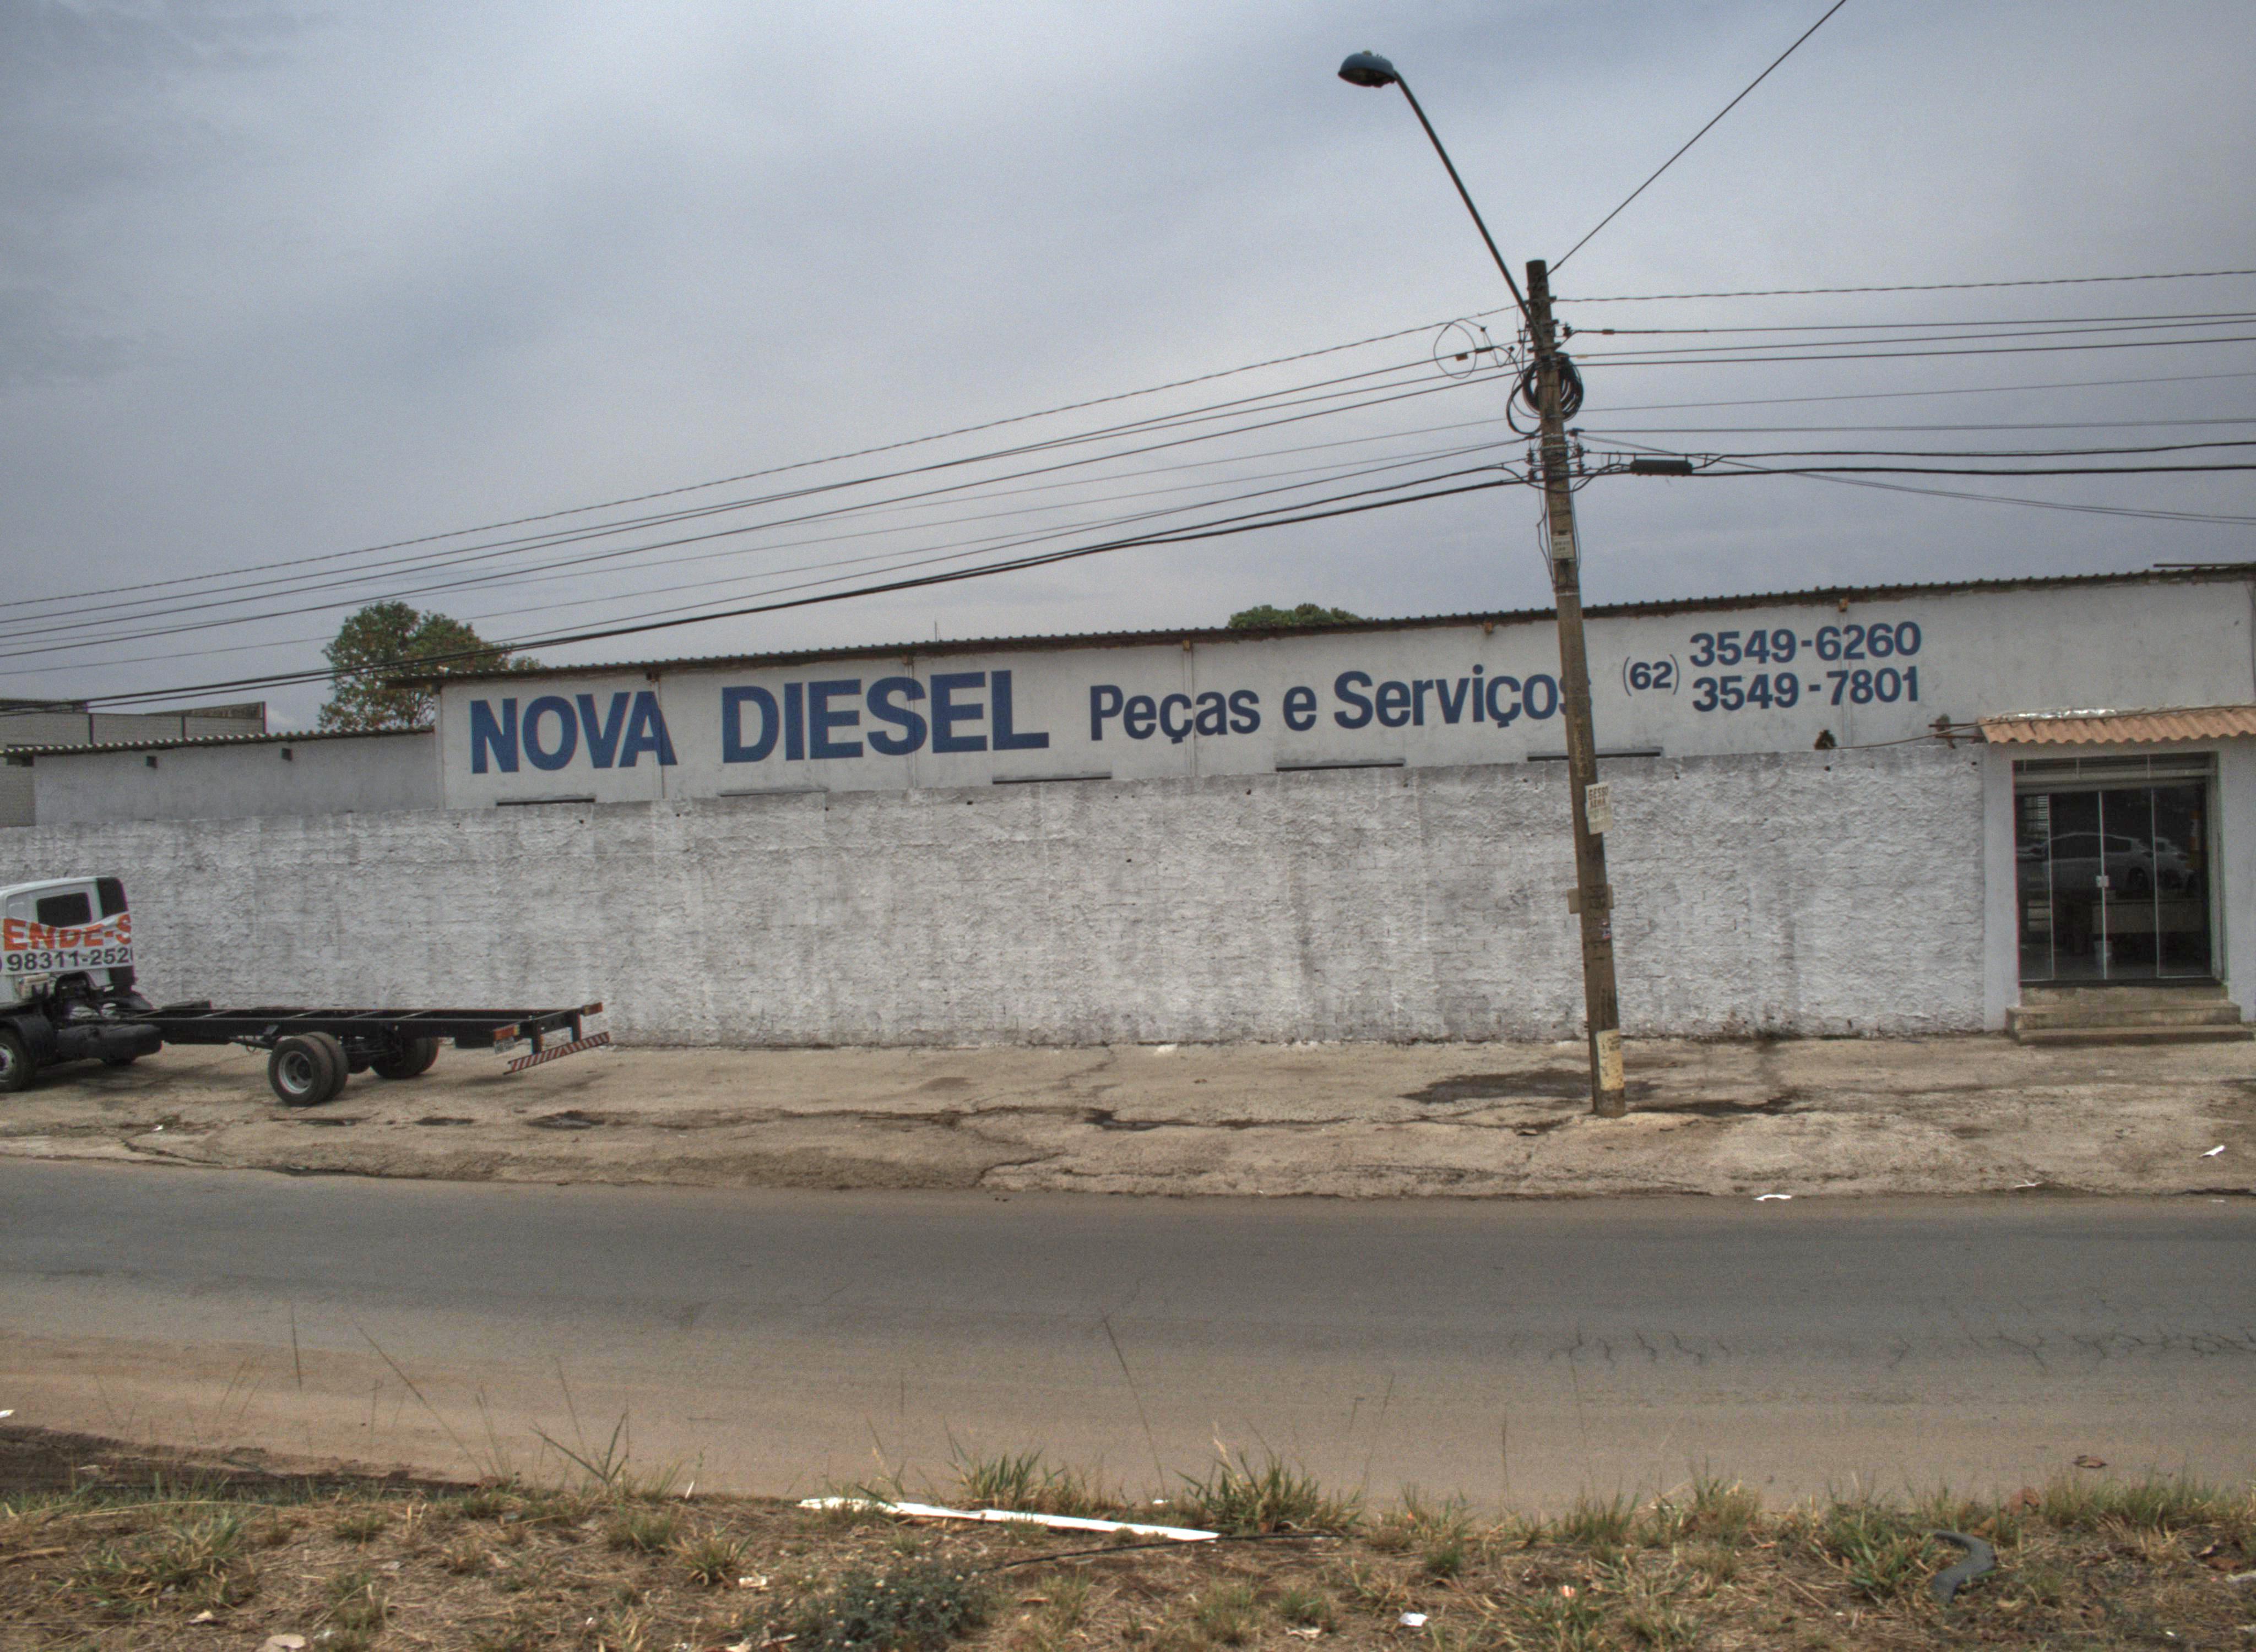 NOVA DIESEL Peças e Serviços (62) 3549-6260
3549-7801
ENDE-S
98311-252